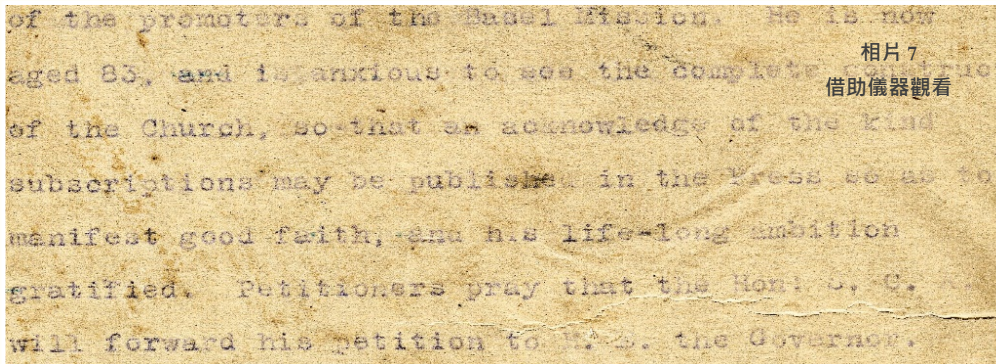 of the promoters of the Basel Mission. He is now
相片 7
aged 83, and is anxious to see the complete construc
借助儀器觀看
of the Church, so that an acknowledge of the kind
subscriptions may be published in the Press so as to
manifest good faith, and his life-long ambition
gratified. Petitioners pray that the Hon: S. C. A.
will forward his petition to H. E. the Governor.